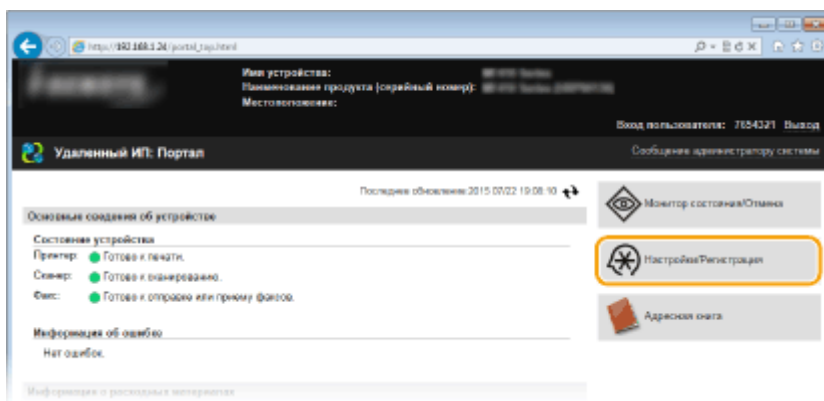 http://192.168.1.24/portal_top.html
Имя устройства:
Наименование продукта (серийный номер):
Местоположение:
Вход пользователя: 7654321 Выход
Удаленный ИП: Портал
Сообщение администратору системы
Последнее обновление: 2015 07/22 19:08:10
Основные сведения об устройстве
Состояние устройства
Принтер: Готово к печати.
Сканер: Готово к сканированию.
Факс: Готово к отправке или приему факсов.
Информация об ошибке
Нет ошибок.
Информация о расходных материалах
Монитор состояния/Отмена
Настройки/Регистрация
Адресная книга